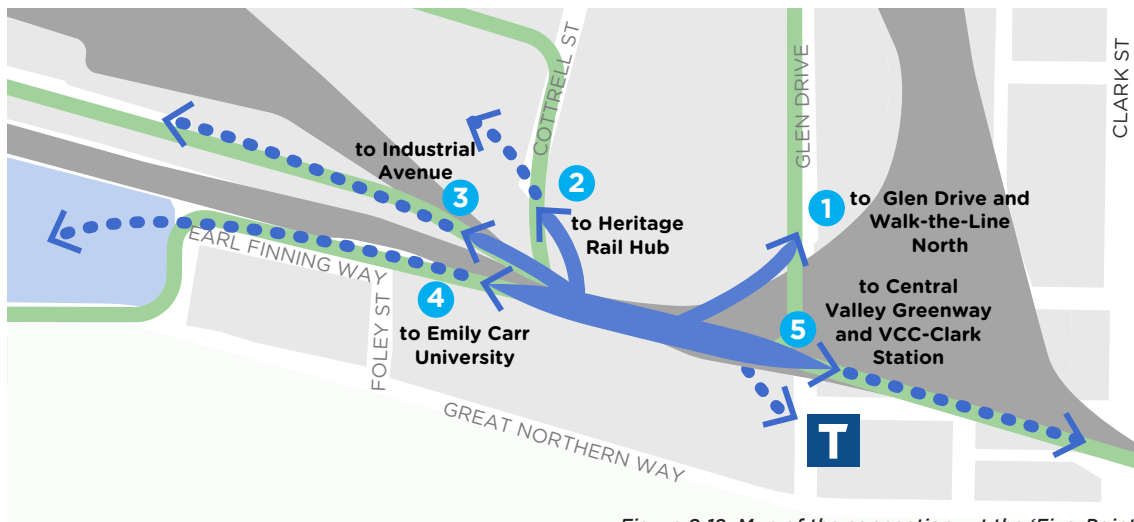 COTTRELL ST
GLEN DRIVE
CLARK ST
to Industrial
Avenue
3
2
to Heritage
Rail Hub
1
to Glen Drive and
Walk-the-Line
North
EARL FINNING WAY
4
to Emily Carr
University
FOLEY ST
5
to Central
Valley Greenway
and VCC-Clark
Station
GREAT NORTHERN WAY
T